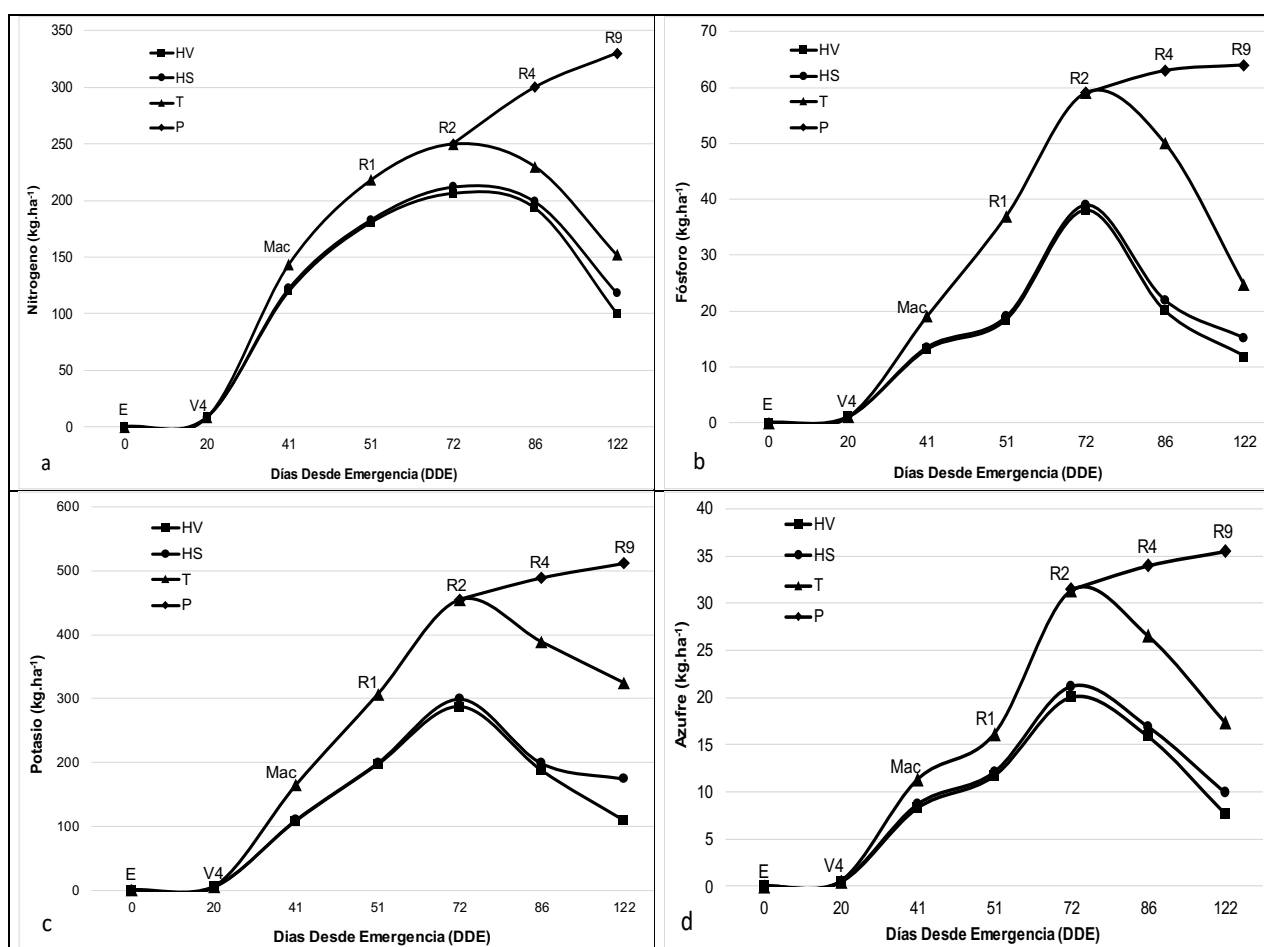 350
300
250
200
150
100
50
0
Nitrogeno (kg.ha⁻¹)
HV
HS
T
P
E
V4
Mac
R1
R2
R4
R9
0 20 41 51 72 86 122
Días Desde Emergencia (DDE)
a
70
60
50
40
30
20
10
0
Fósforo (kg.ha⁻¹)
HV
HS
T
P
E
V4
Mac
R1
R2
R4
R9
0 20 41 51 72 86 122
Días Desde Emergencia (DDE)
b
600
500
400
300
200
100
0
Potasio (kg.ha⁻¹)
HV
HS
T
P
E
V4
Mac
R1
R2
R4
R9
0 20 41 51 72 86 122
Días Desde Emergencia (DDE)
c
40
35
30
25
20
15
10
5
0
Azufre (kg.ha⁻¹)
HV
HS
T
P
E
V4
Mac
R1
R2
R4
R9
0 20 41 51 72 86 122
Días Desde Emergencia (DDE)
d